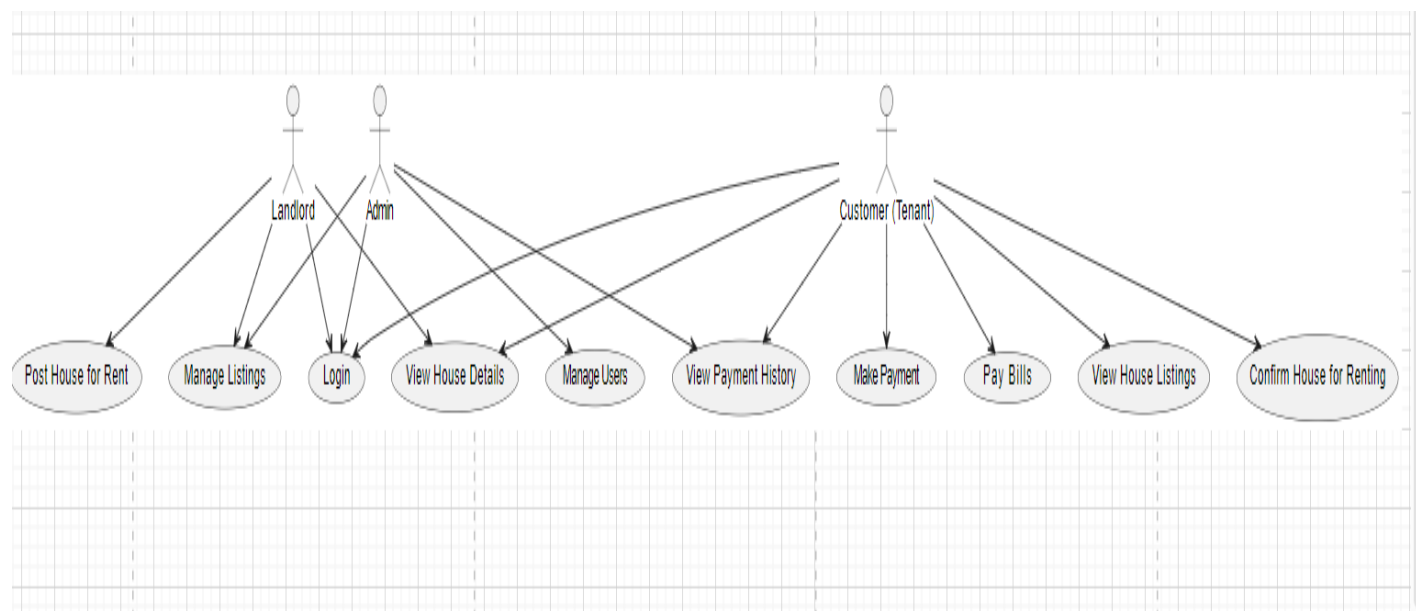 Landlord
Admin
Customer (Tenant)
Post House for Rent
Manage Listings
Login
View House Details
Manage Users
View Payment History
Make Payment
Pay Bills
View House Listings
Confirm House for Renting